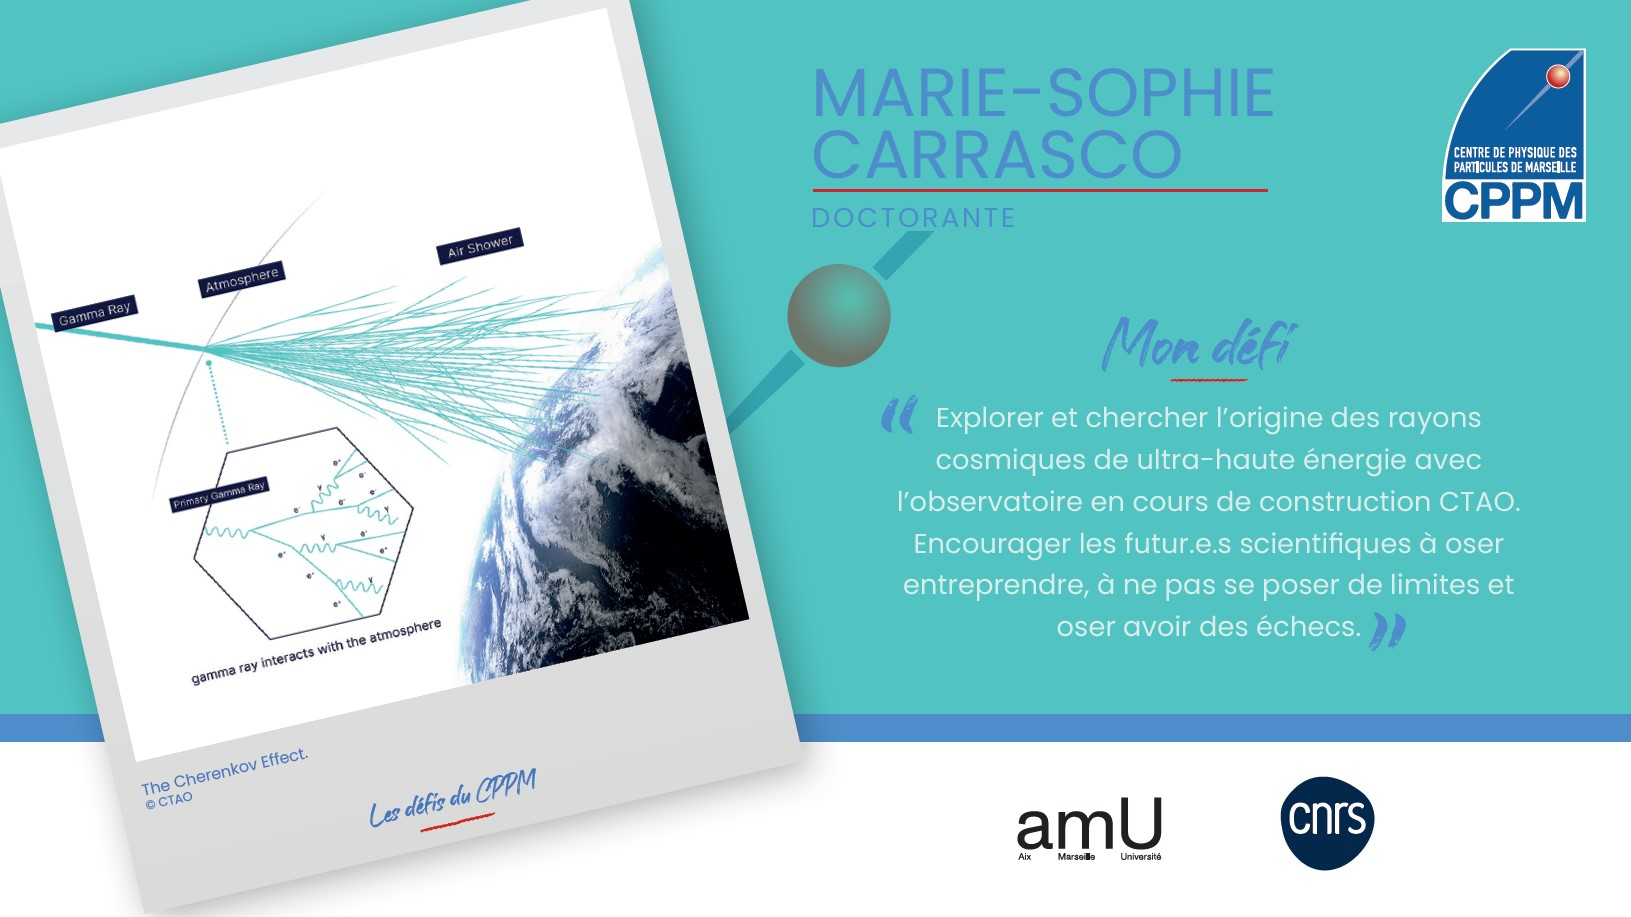 MARIE-SOPHIE
CARRASCO
DOCTORANTE
CENTRE DE PHYSIQUE DES
PARTICULES DE MARSEILLE
CPPM
Gamma Ray
Atmosphere
Air Shower
Primary Gamma Ray
e⁺
e⁻
γ
e⁻
e⁺
e⁻
γ
e⁺
γ
e⁻
e⁺
e⁺
e⁺
γ
e⁺
gamma ray interacts with the atmosphere
The Cherenkov Effect.
© CTAO
Les défis du CPPM
Mon défi
“ Explorer et chercher l’origine des rayons
cosmiques de ultra-haute énergie avec
l’observatoire en cours de construction CTAO.
Encourager les futur.e.s scientifiques à oser
entreprendre, à ne pas se poser de limites et
oser avoir des échecs. ”
amU
Aix Marseille Université
cnrs